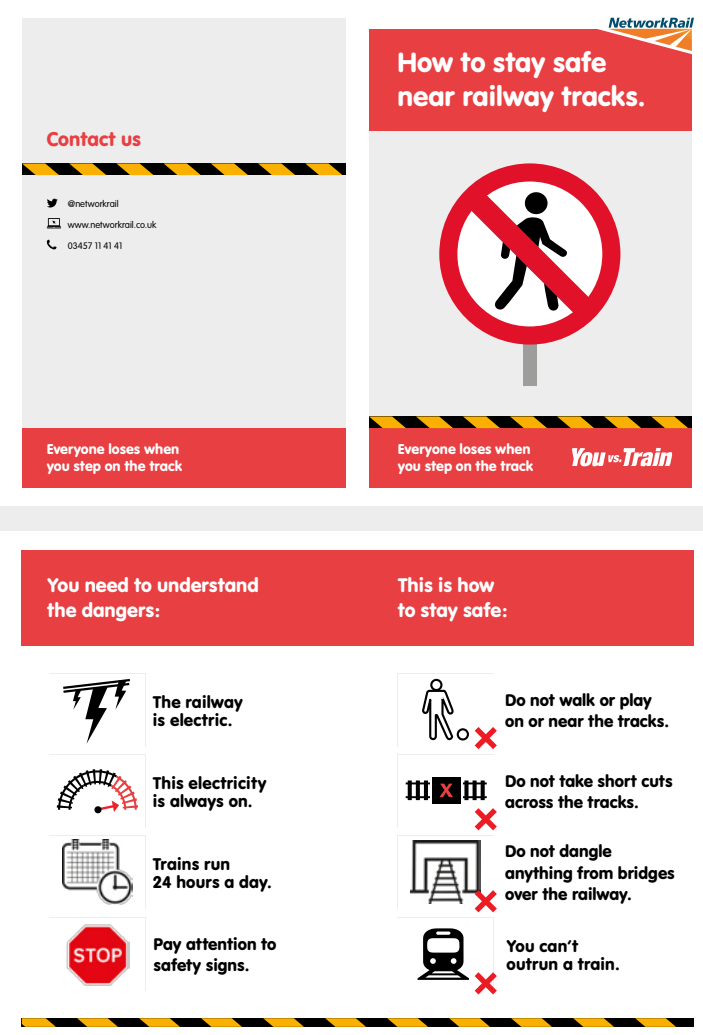 Contact us
@networkrail
www.networkrail.co.uk
03457 11 41 41
Everyone loses when
you step on the track
NetworkRail
How to stay safe
near railway tracks.
Everyone loses when
you step on the track
You vs. Train
You need to understand
the dangers:
The railway
is electric.
This electricity
is always on.
Trains run
24 hours a day.
STOP
Pay attention to
safety signs.
This is how
to stay safe:
Do not walk or play
on or near the tracks.
X
Do not take short cuts
across the tracks.
Do not dangle
anything from bridges
over the railway.
You can't
outrun a train.